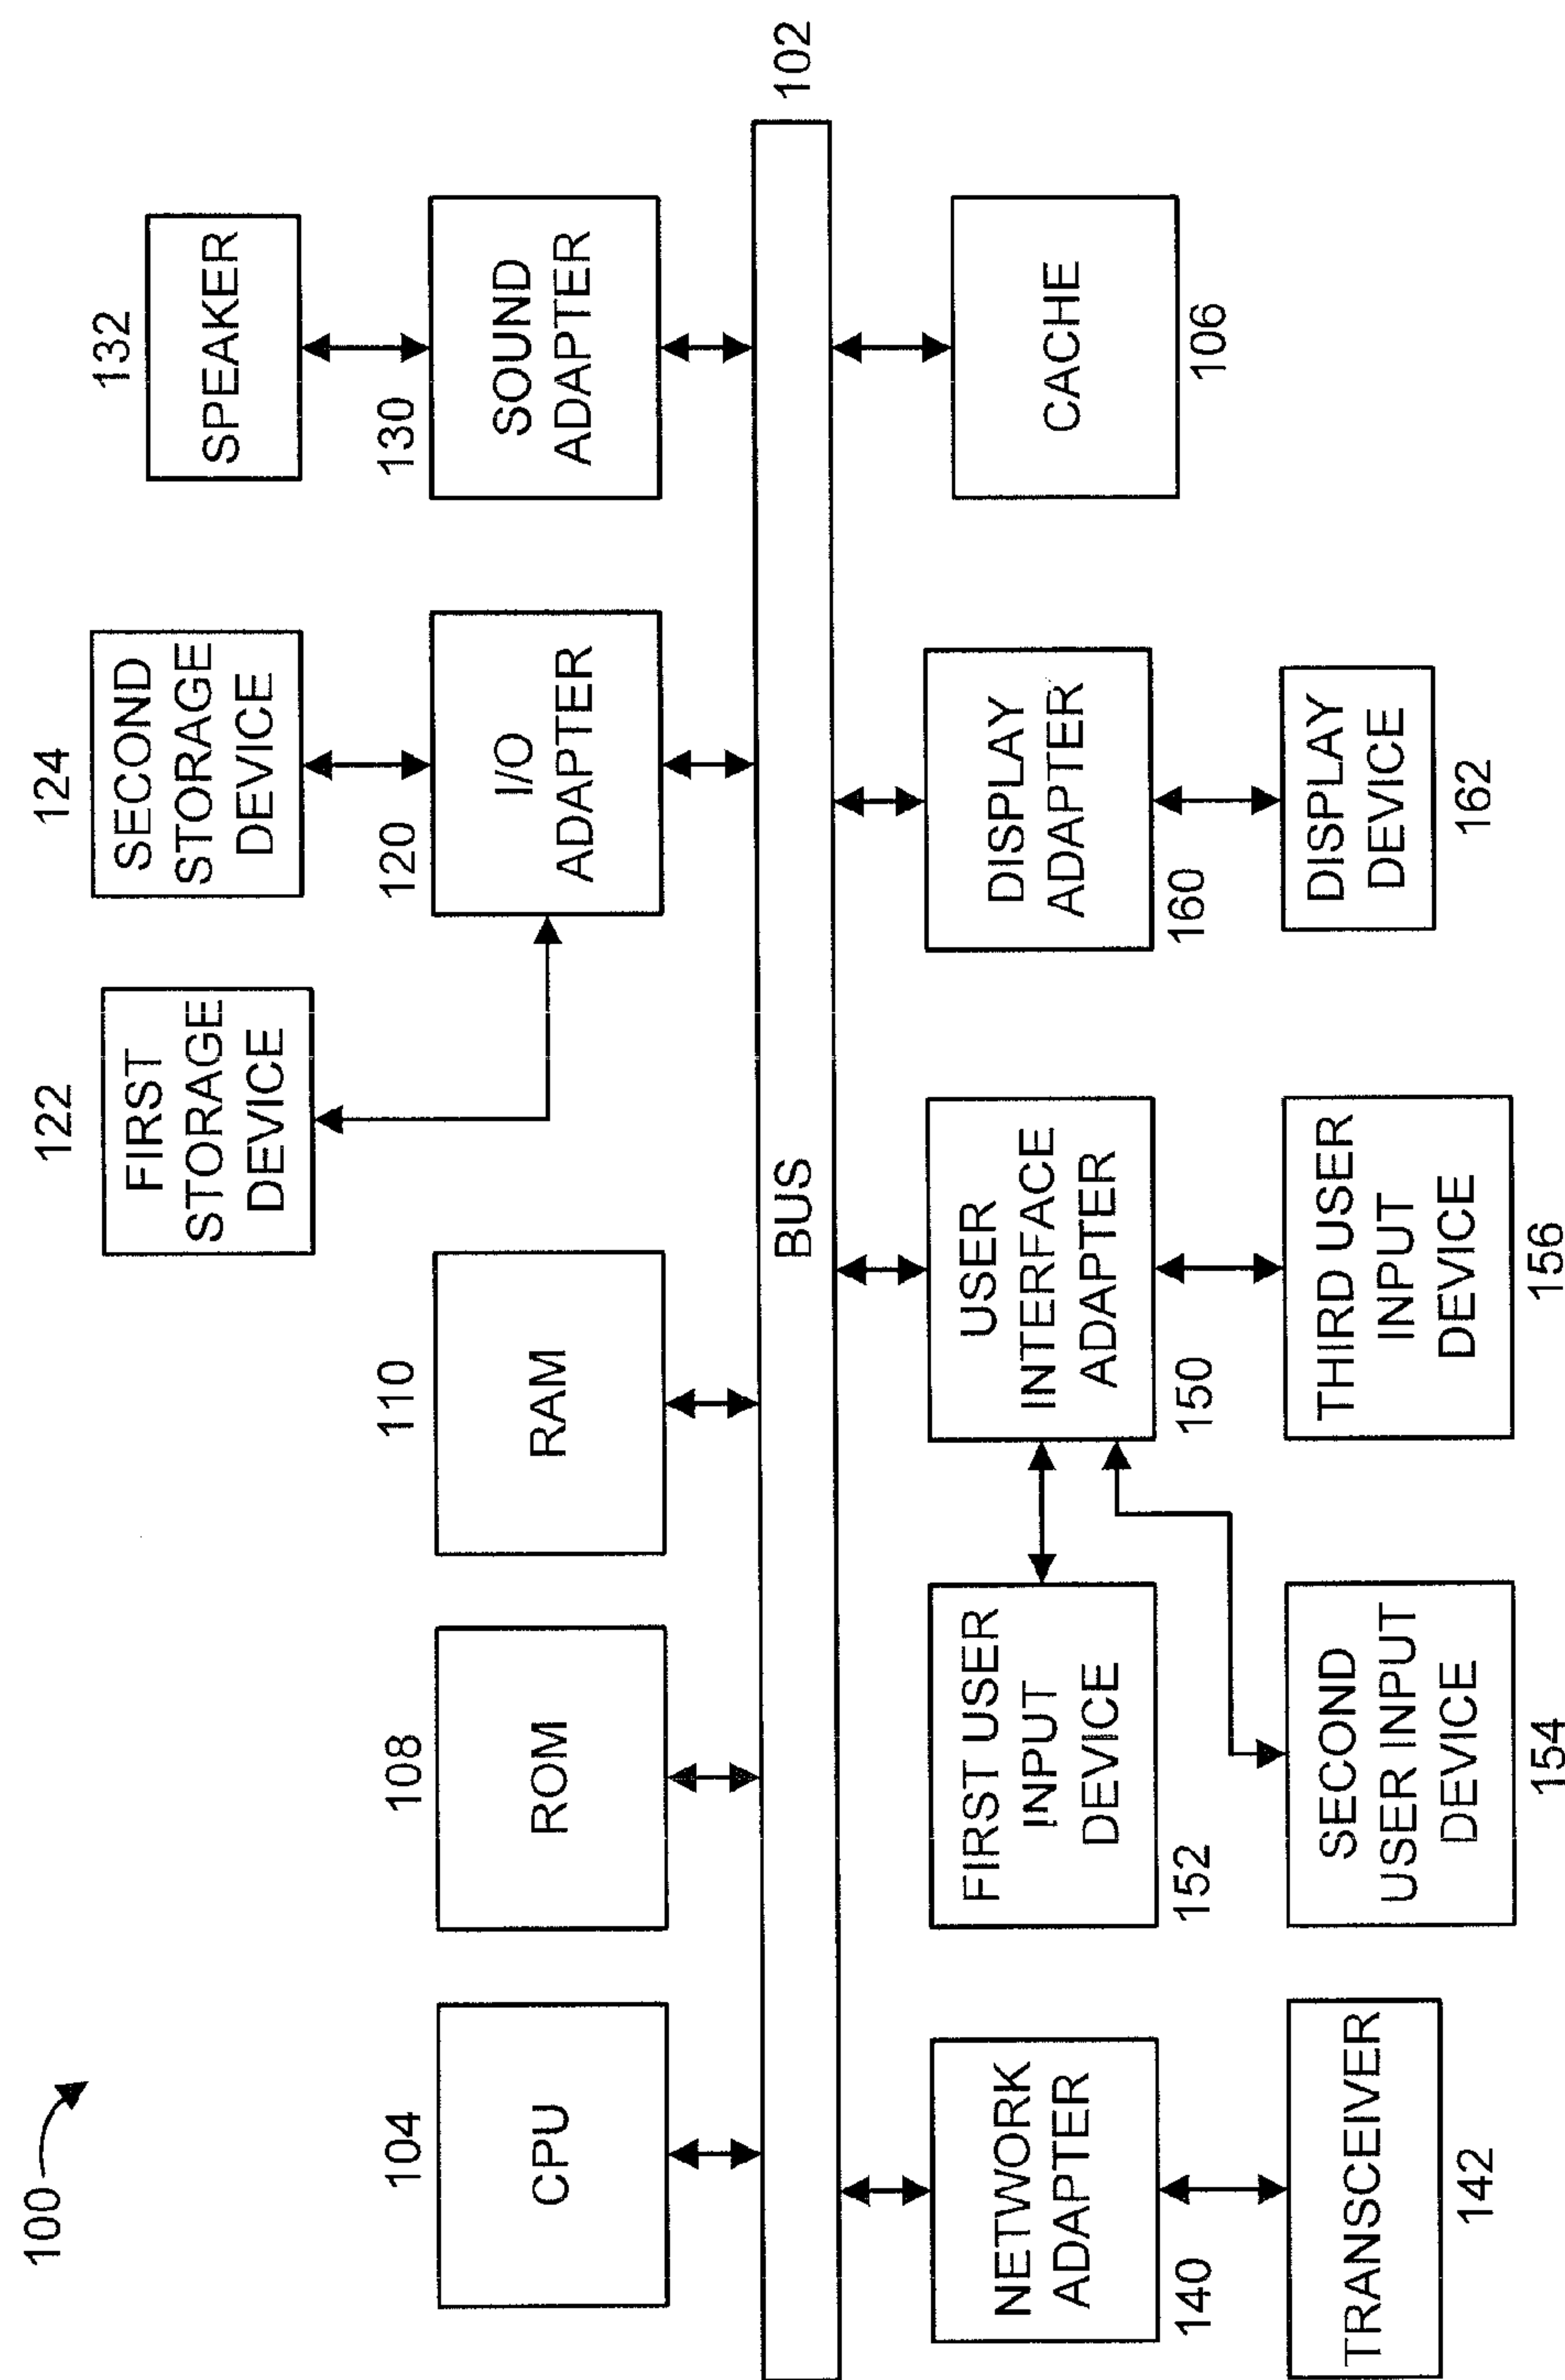 100
122
FIRST
STORAGE
DEVICE
124
SECOND
STORAGE
DEVICE
132
SPEAKER
104
CPU
108
ROM
110
RAM
120
I/O
ADAPTER
130
SOUND
ADAPTER
BUS
102
NETWORK
ADAPTER
140
TRANSCEIVER
142
FIRST USER
INPUT
DEVICE
152
SECOND
USER INPUT
DEVICE
154
USER
INTERFACE
ADAPTER
150
THIRD USER
INPUT
DEVICE
156
DISPLAY
ADAPTER
160
DISPLAY
DEVICE
162
CACHE
106